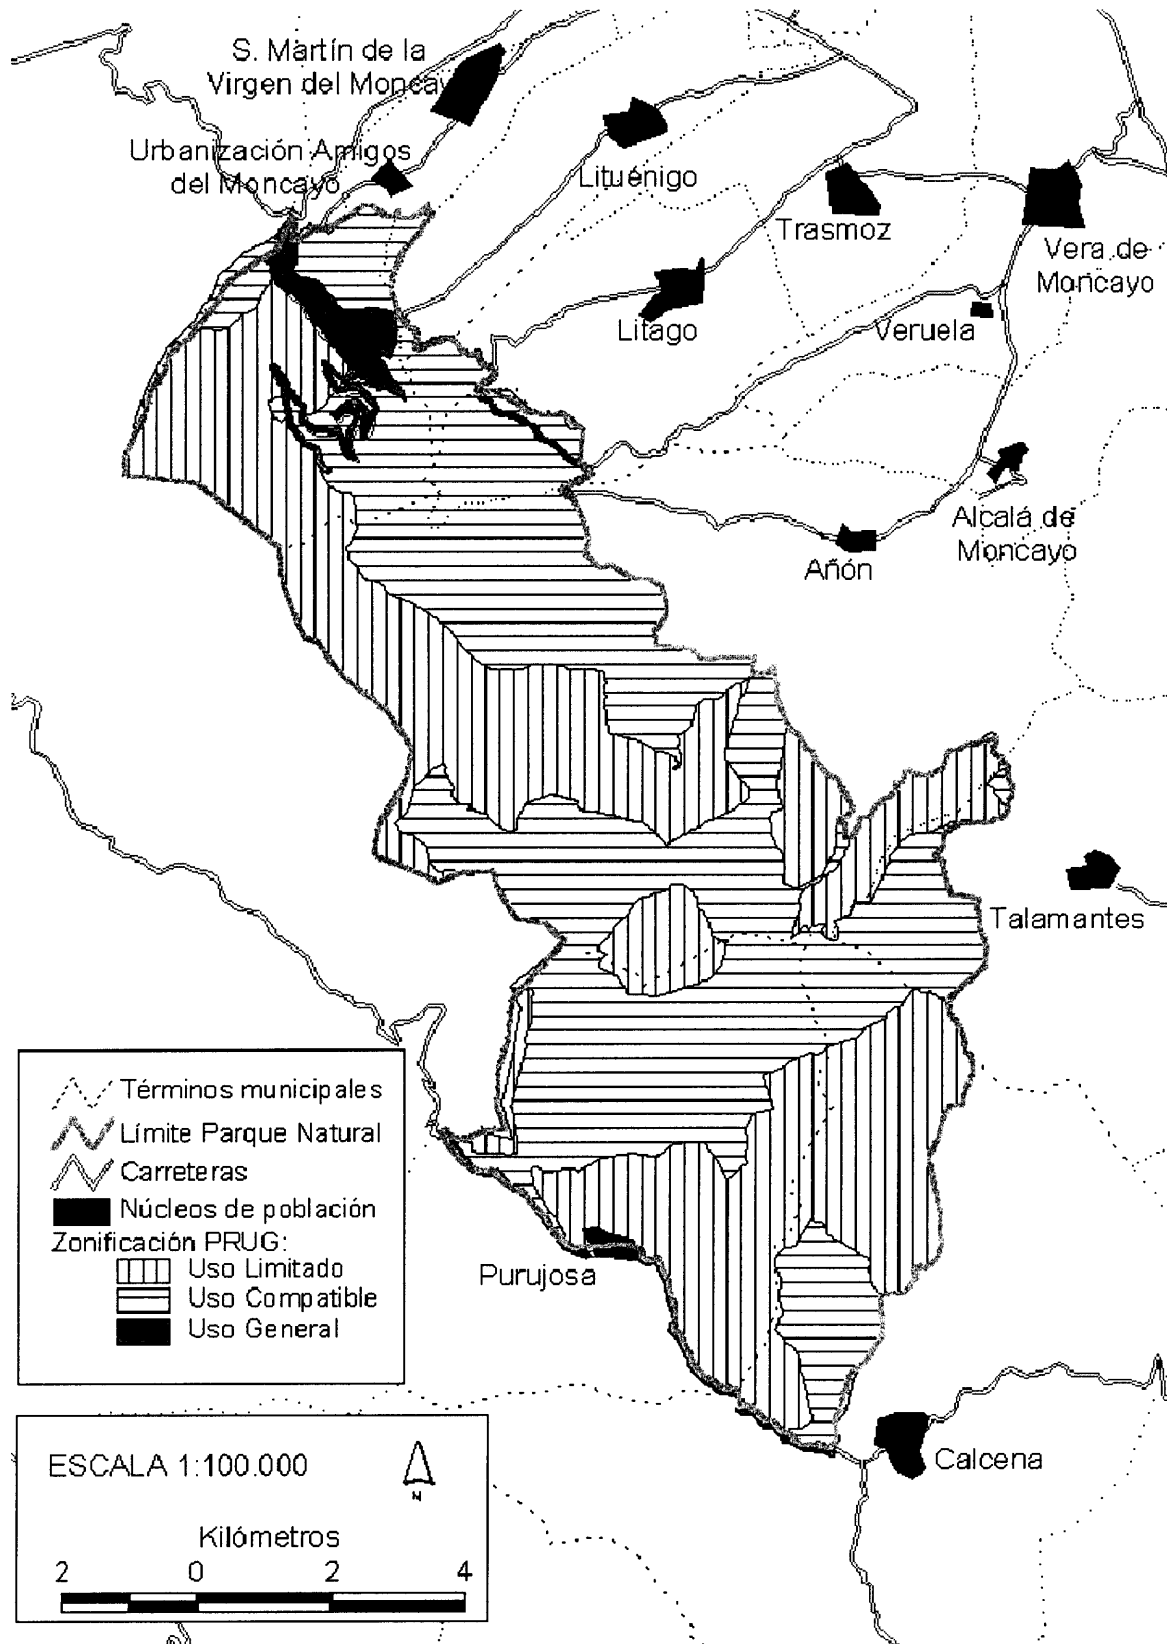 S. Martín de la
Virgen del Moncay
Urbanización Amigos
del Moncayo
Lituénigo
Trasmoz
Vera de
Moncayo
Litago
Veruela
Alcalá de
Moncayo
Añón
Talamantes
Términos municipales
Límite Parque Natural
Carreteras
Núcleos de población
Zonificación PRUG:
Uso Limitado
Uso Compatible
Uso General
Purujosa
Calcena
ESCALA 1:100.000
N
Kilómetros
2 0 2 4